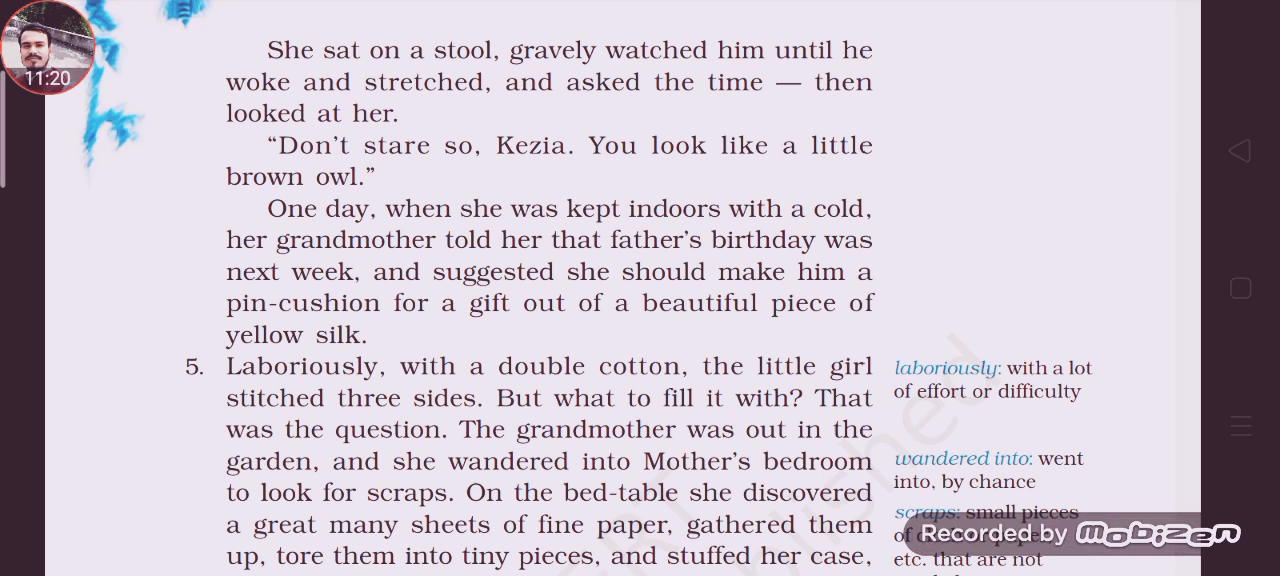 11:20
She sat on a stool, gravely watched him until he
woke and stretched, and asked the time — then
looked at her.
“Don’t stare so, Kezia. You look like a little
brown owl.”
One day, when she was kept indoors with a cold,
her grandmother told her that father’s birthday was
next week, and suggested she should make him a
pin-cushion for a gift out of a beautiful piece of
yellow silk.
5. Laboriously, with a double cotton, the little girl
stitched three sides. But what to fill it with? That
was the question. The grandmother was out in the
garden, and she wandered into Mother’s bedroom
to look for scraps. On the bed-table she discovered
a great many sheets of fine paper, gathered them
up, tore them into tiny pieces, and stuffed her case,
laboriously: with a lot
of effort or difficulty
wandered into: went
into, by chance
scraps: small pieces
of
etc. that are not
Recorded by mobizen